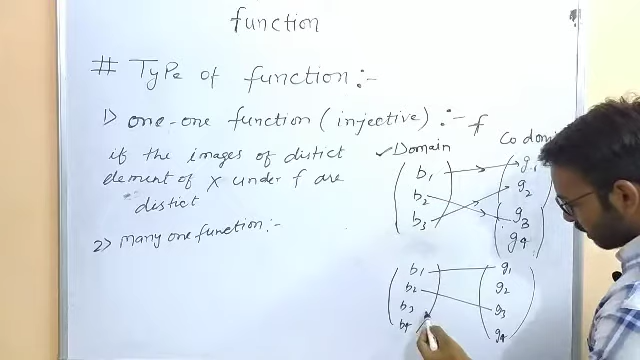 function
# Type of function :-
1) one-one function (injective) :- f
if the images of distict
element of X under f are
distict
2) many one function :-
✓Domain
Co dom
b1
b2
b3
g1
g2
g3
g4
b1
b2
b3
b4
g1
g2
g3
g4